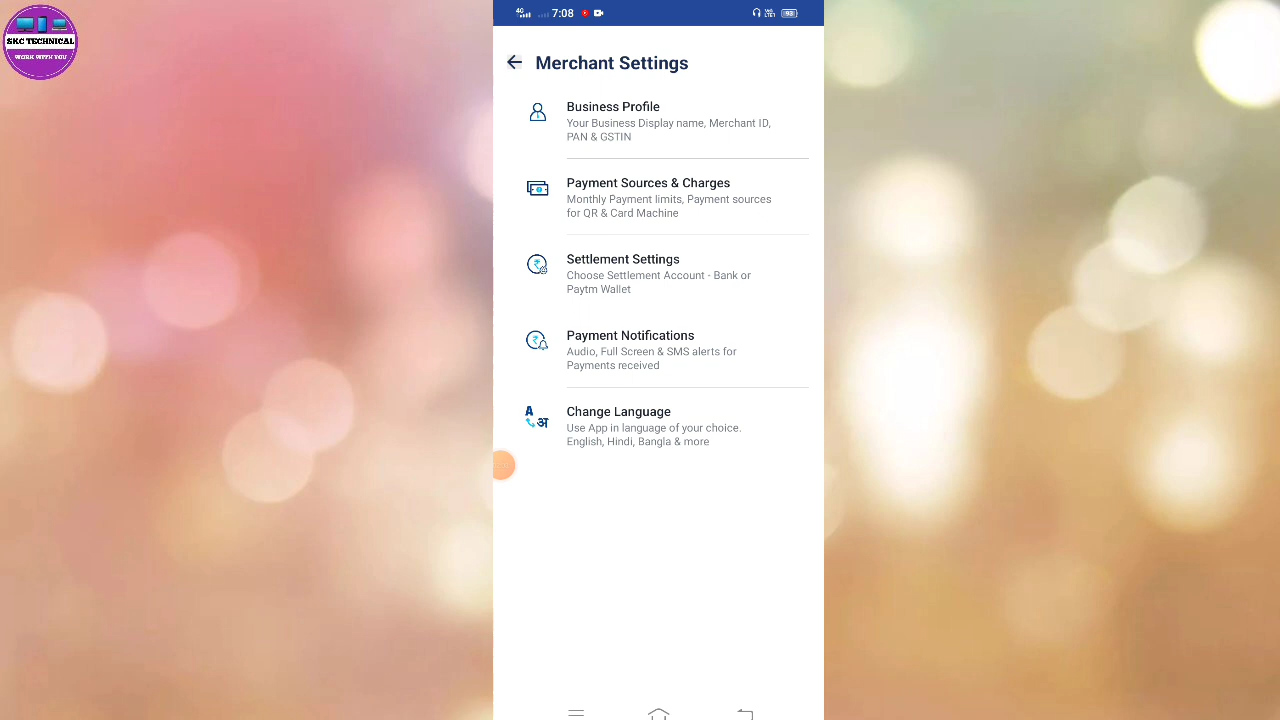 SKC TECHNICAL
WORK WITH YOU
4G 7:08
93
Merchant Settings
Business Profile
Your Business Display name, Merchant ID,
PAN & GSTIN
Payment Sources & Charges
Monthly Payment limits, Payment sources
for QR & Card Machine
Settlement Settings
Choose Settlement Account - Bank or
Paytm Wallet
Payment Notifications
Audio, Full Screen & SMS alerts for
Payments received
A
अ
Change Language
Use App in language of your choice.
English, Hindi, Bangla & more